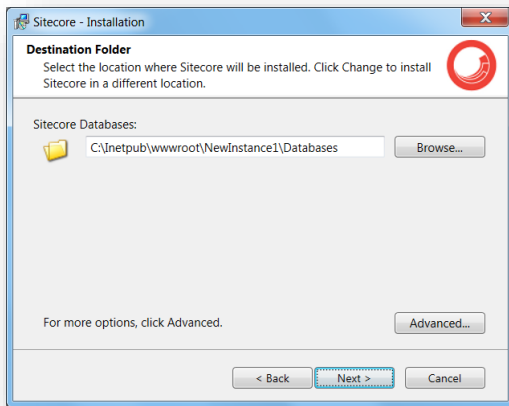 Sitecore - Installation
Destination Folder
Select the location where Sitecore will be installed. Click Change to install
Sitecore in a different location.
Sitecore Databases:
C:\Inetpub\wwwroot\NewInstance1\Databases
Browse...
For more options, click Advanced.
Advanced...
< Back
Next >
Cancel